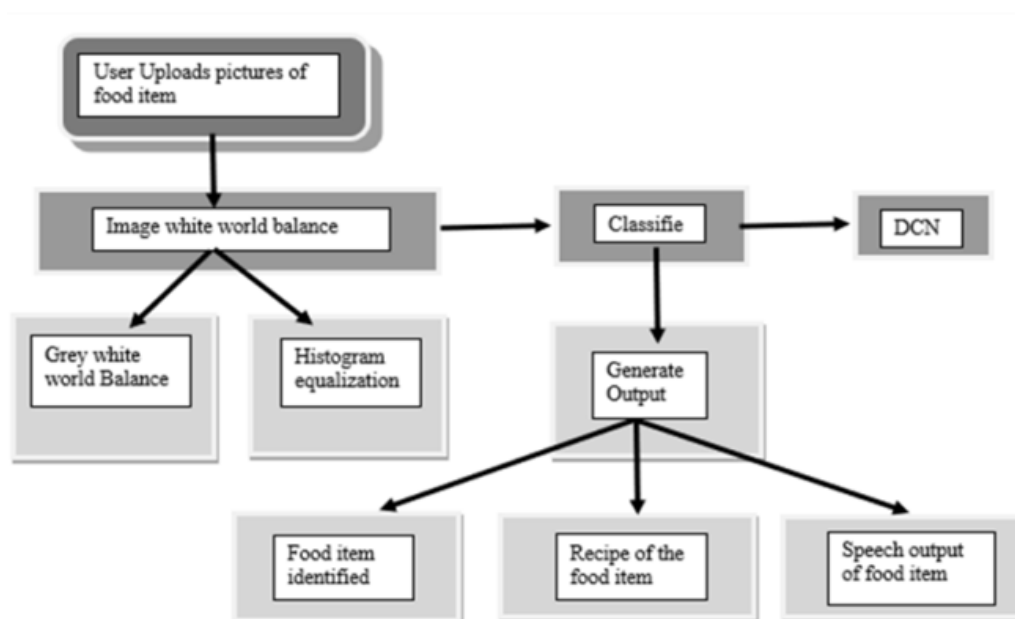 User Uploads pictures of
food item
Image white world balance
Classifie
DCN
Grey white
world Balance
Histogram
equalization
Generate
Output
Food item
identified
Recipe of the
food item
Speech output
of food item